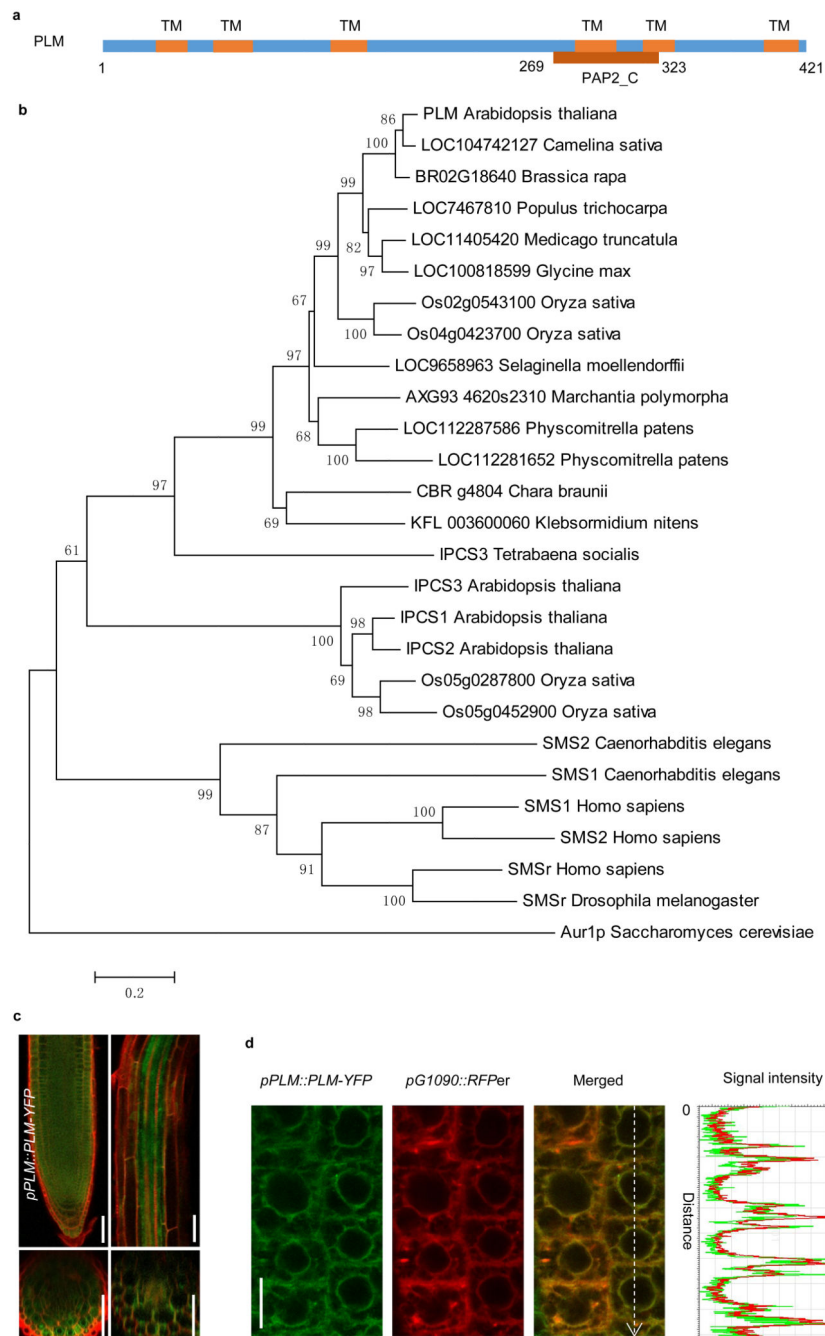 a
TM TM TM TM TM TM
PLM
1 269 323 421
PAP2_C
b
PLM Arabidopsis thaliana
86
LOC104742127 Camelina sativa
100
BR02G18640 Brassica rapa
99
LOC7467810 Populus trichocarpa
LOC11405420 Medicago truncatula
99
82
LOC100818599 Glycine max
97
Os02g0543100 Oryza sativa
67
Os04g0423700 Oryza sativa
100
97
LOC9658963 Selaginella moellendorffii
AXG93 4620s2310 Marchantia polymorpha
99
LOC112287586 Physcomitrella patens
68
LOC112281652 Physcomitrella patens
100
97
CBR g4804 Chara braunii
69
KFL 003600060 Klebsormidium nitens
61
IPCS3 Tetrabaena socialis
IPCS3 Arabidopsis thaliana
98
IPCS1 Arabidopsis thaliana
100
IPCS2 Arabidopsis thaliana
69
Os05g0287800 Oryza sativa
98
Os05g0452900 Oryza sativa
SMS2 Caenorhabditis elegans
99
SMS1 Caenorhabditis elegans
100
SMS1 Homo sapiens
87
SMS2 Homo sapiens
91
SMSr Homo sapiens
100
SMSr Drosophila melanogaster
Aur1p Saccharomyces cerevisiae
0.2
c
pPLM::PLM-YFP
d
pPLM::PLM-YFP pG1090::RFPer Merged Signal intensity
0
Distance